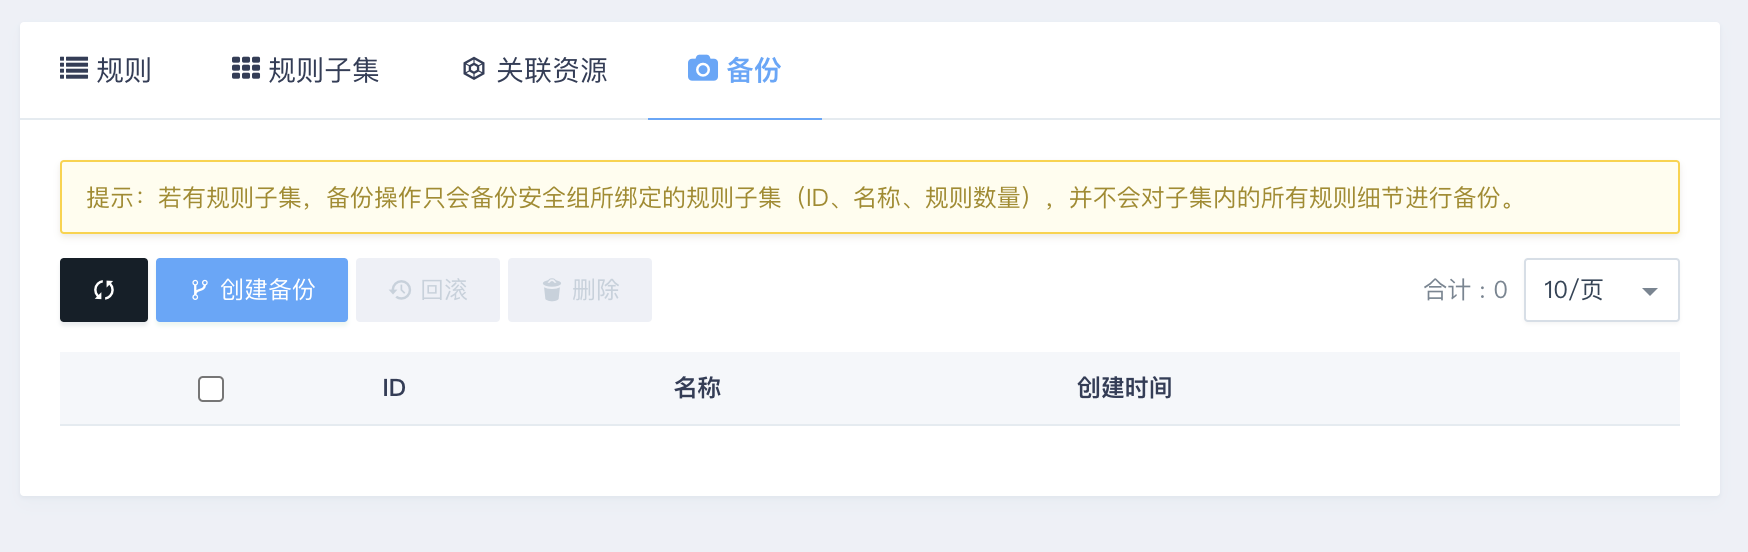 规则 规则子集 关联资源 备份
提示：若有规则子集，备份操作只会备份安全组所绑定的规则子集（ID、名称、规则数量），并不会对子集内的所有规则细节进行备份。
创建备份 回滚 删除 合计：0 10/页
ID 名称 创建时间